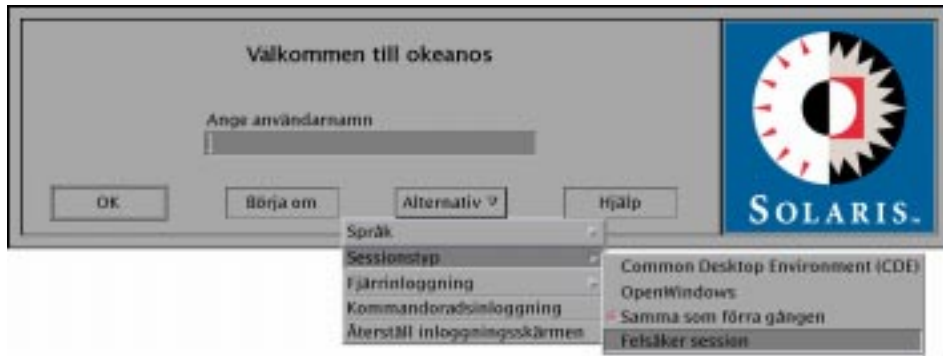 Välkommen till okeanos
Ange användarnamn
OK
Börja om
Alternativ
Hjälp
SOLARIS™
Språk
Sessionstyp
Fjärrinloggning
Kommandoradsinloggning
Återställ inloggningsskärmen
Common Desktop Environment (CDE)
OpenWindows
Samma som förra gången
Felsäker session